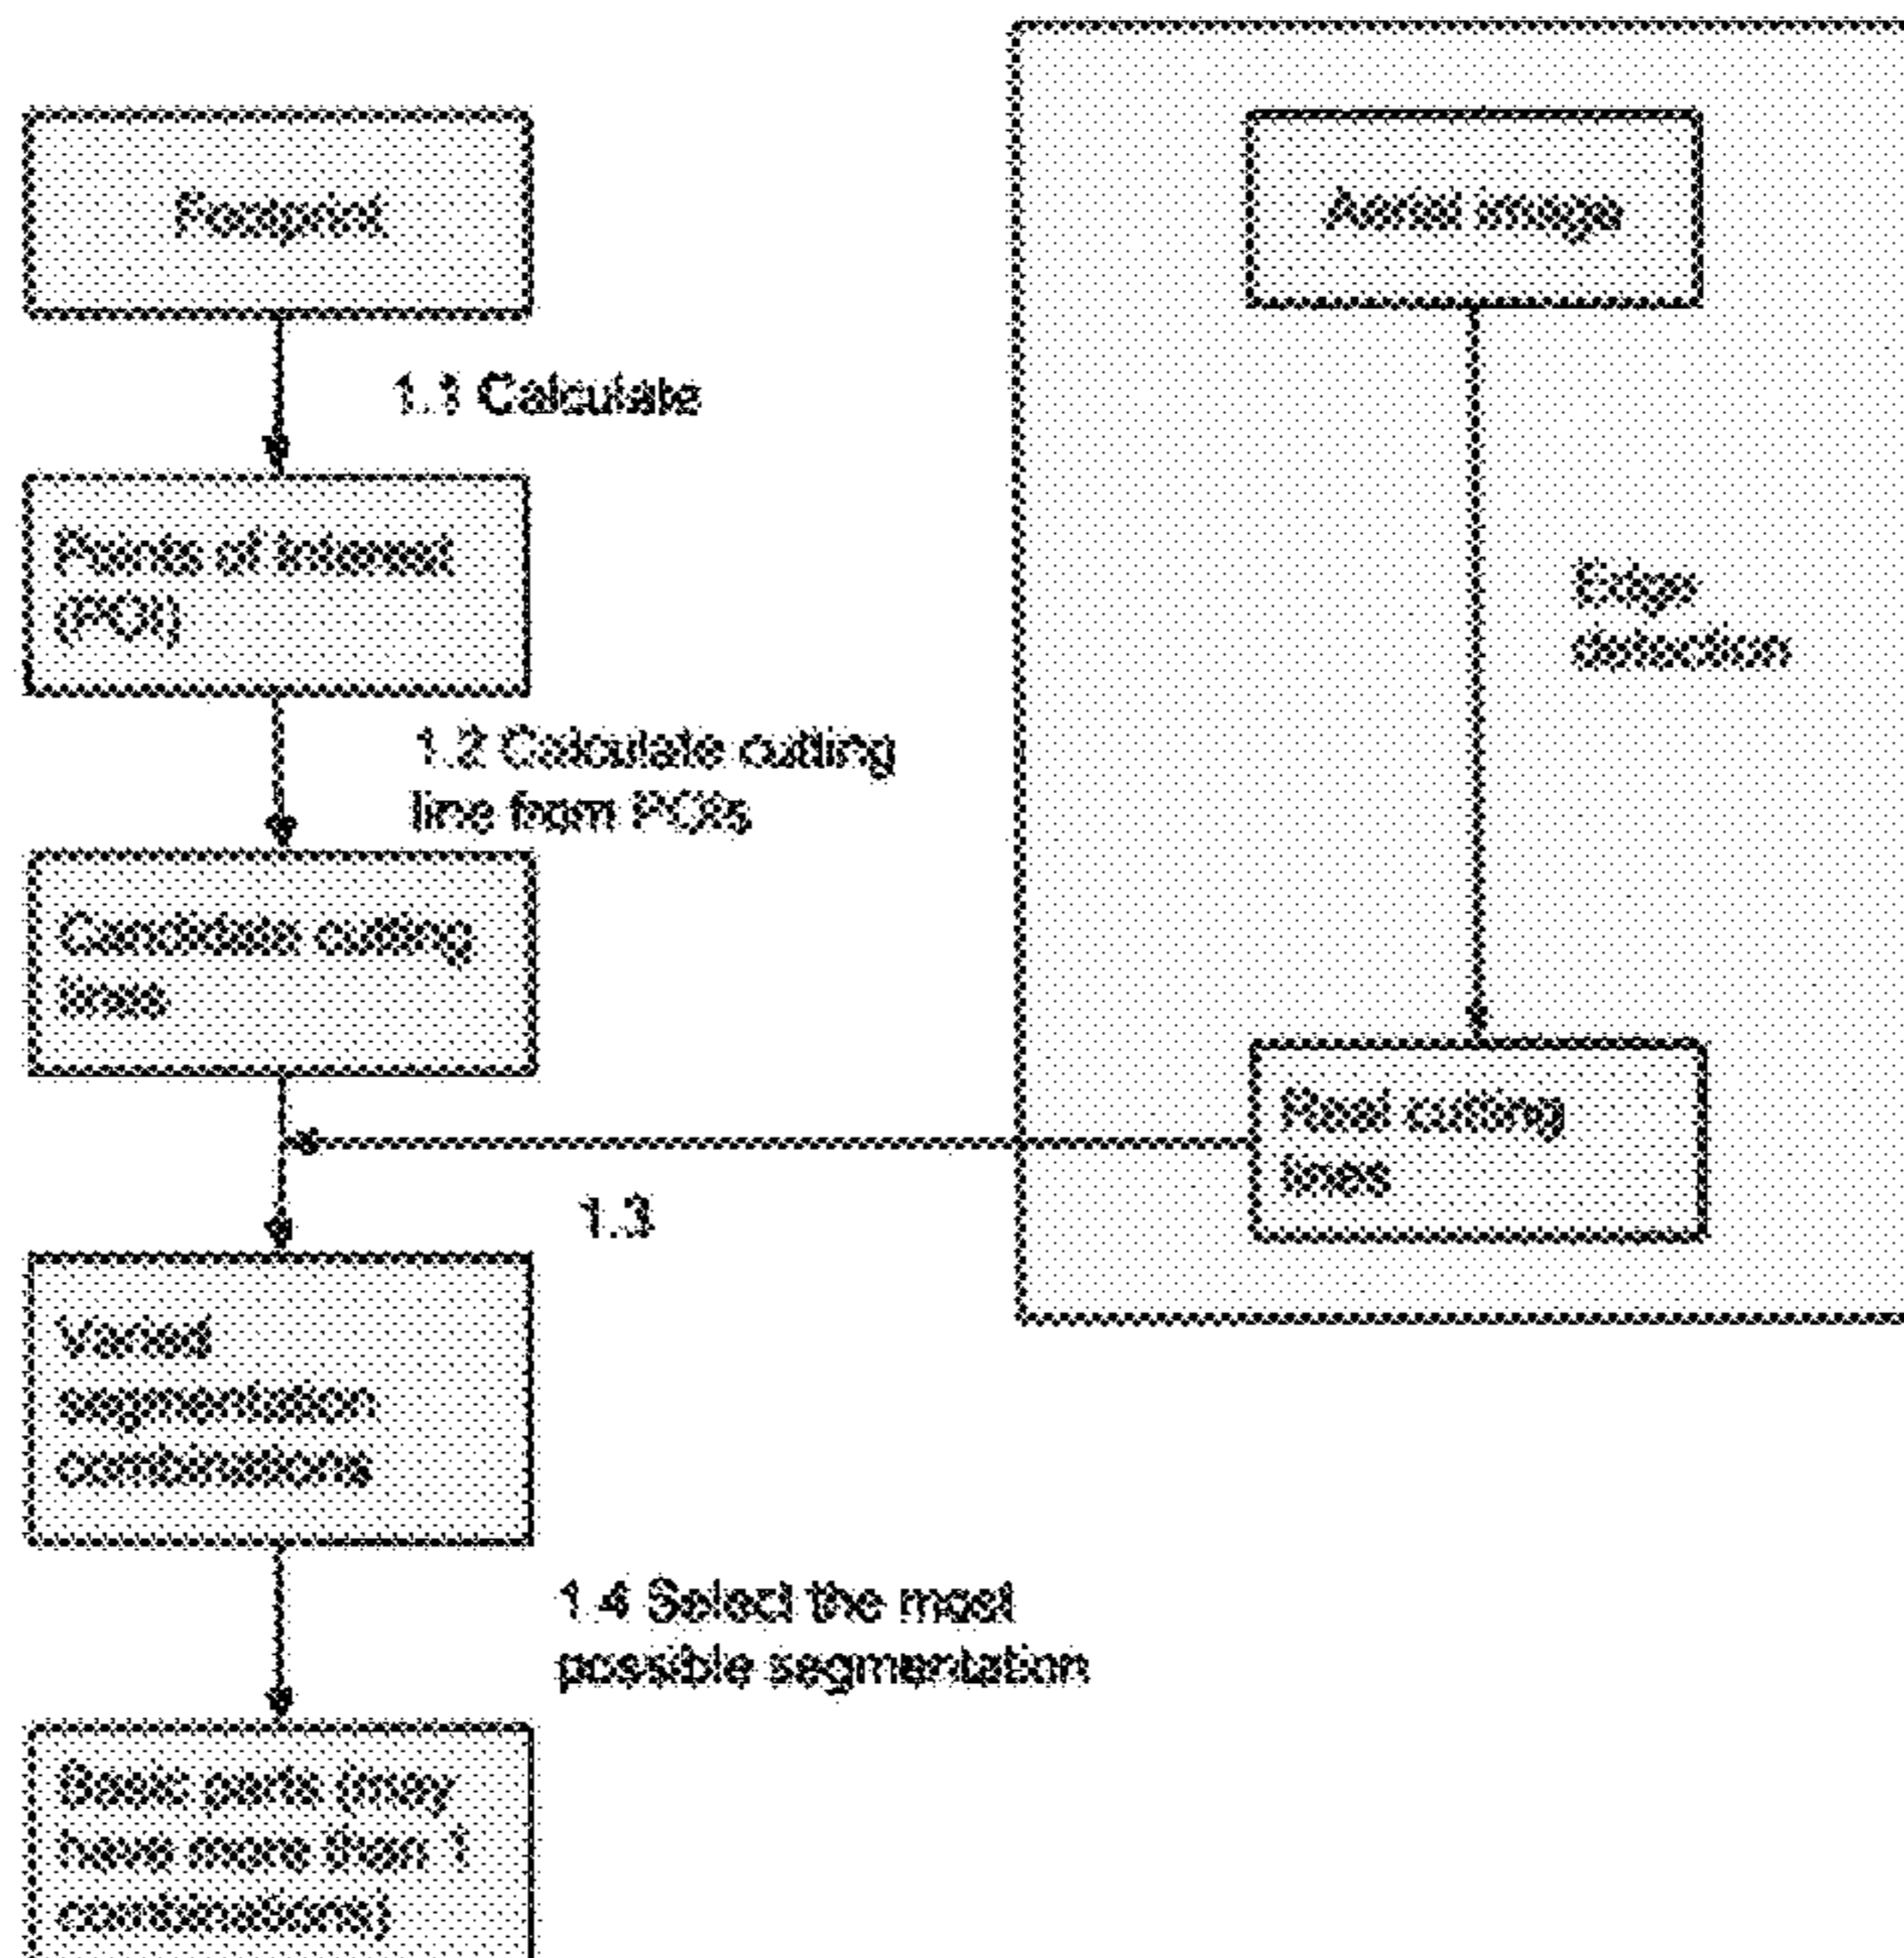 Footprint
1.1 Calculate
Points of Interest
(POI)
1.2 Calculate cutting
line from POIs
Candidate cutting
lines
1.3
Varied
segmentation
combinations
1.4 Select the most
possible segmentation
Basic parts (may
have more than 1
combinations)
Aerial image
Edge
detection
Real cutting
lines